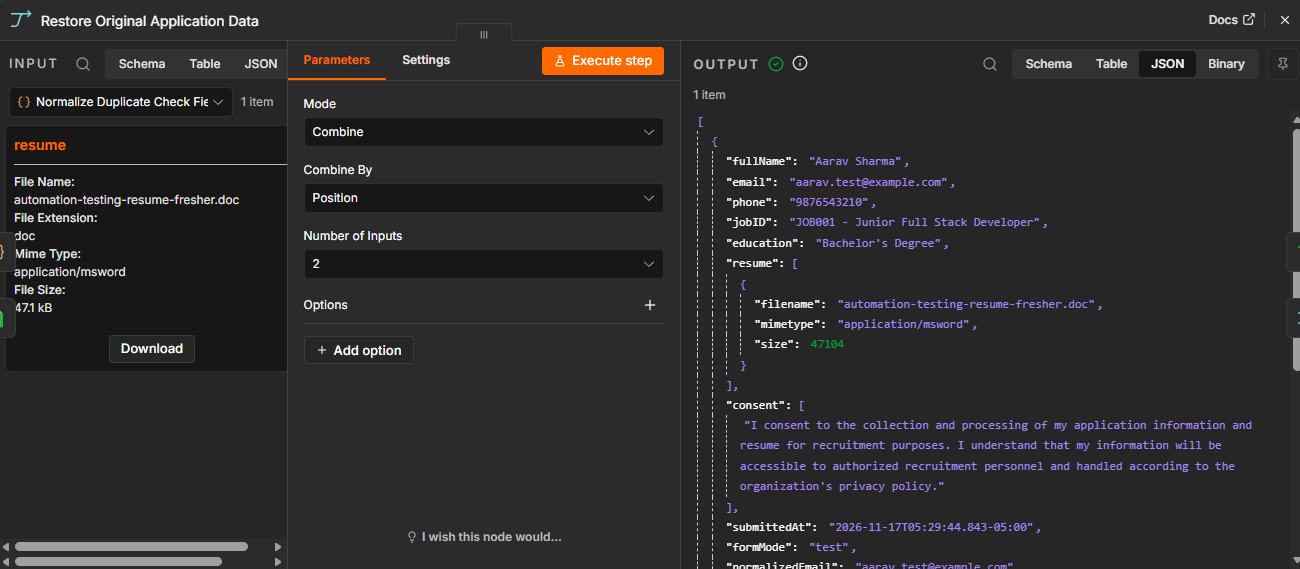 Restore Original Application Data
Docs
INPUT
Schema Table JSON
Normalize Duplicate Check Fie
1 item
resume
File Name:
automation-testing-resume-fresher.doc
File Extension:
doc
Mime Type:
application/msword
File Size:
47.1 kB
Download
Parameters Settings
Execute step
Mode
Combine
Combine By
Position
Number of Inputs
2
Options
Add option
I wish this node would...
OUTPUT
Schema Table JSON Binary
1 item
[
{
"fullName": "Aarav Sharma",
"email": "aarav.test@example.com",
"phone": "9876543210",
"jobID": "JOB001 - Junior Full Stack Developer",
"education": "Bachelor's Degree",
"resume": [
{
"filename": "automation-testing-resume-fresher.doc",
"mimetype": "application/msword",
"size": 47104
}
],
"consent": [
"I consent to the collection and processing of my application information and
resume for recruitment purposes. I understand that my information will be
accessible to authorized recruitment personnel and handled according to the
organization's privacy policy."
],
"submittedAt": "2026-11-17T05:29:44.843-05:00",
"formMode": "test",
"normalizedEmail": "aarav.test@example.com"